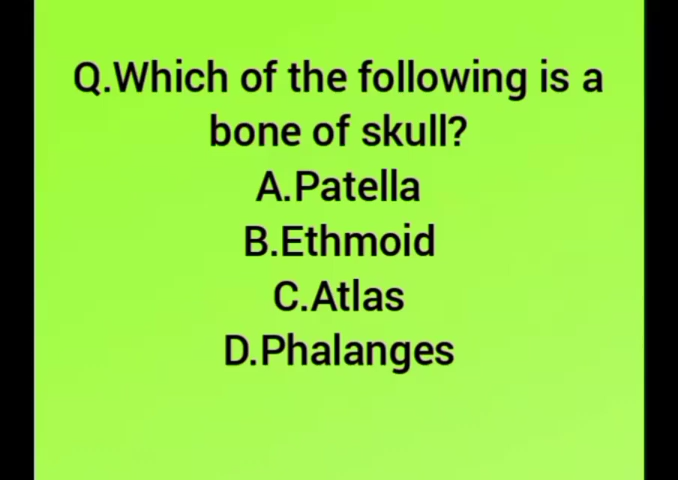 Q.Which of the following is a
bone of skull?
A.Patella
B.Ethmoid
C.Atlas
D.Phalanges